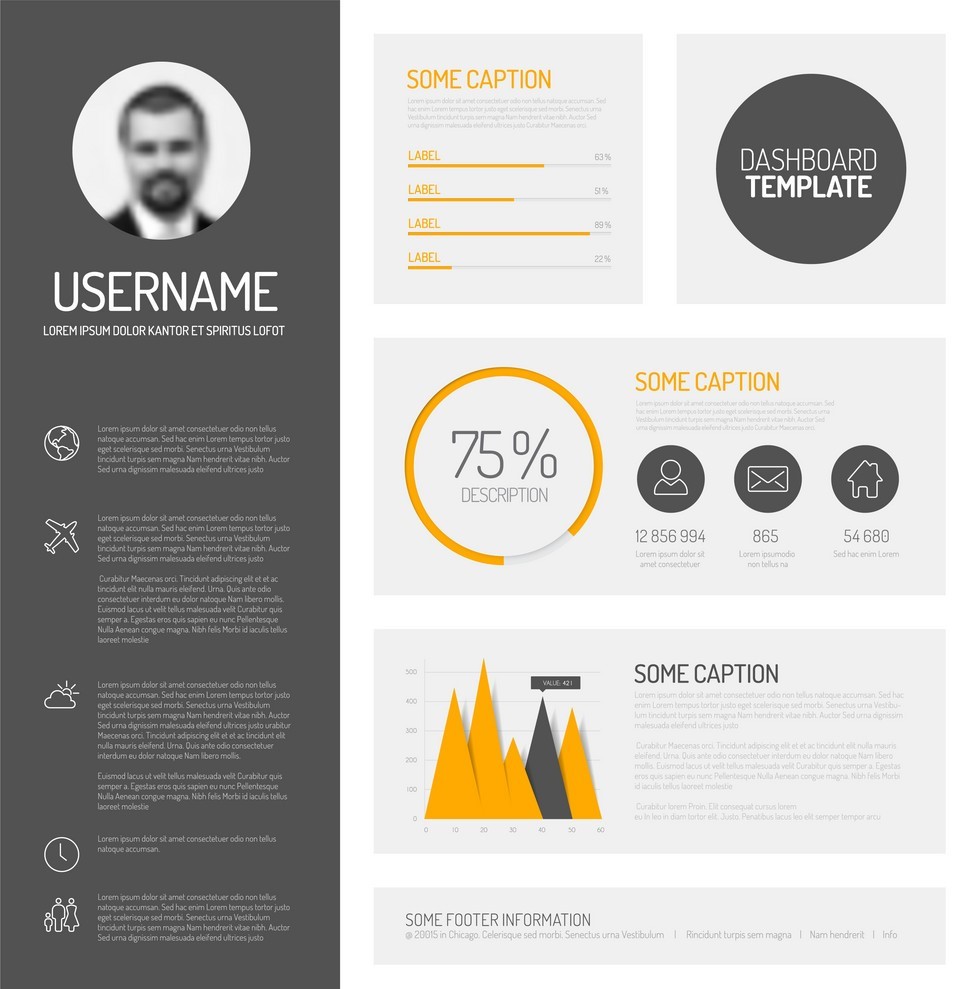 USERNAME
LOREM IPSUM DOLOR KANTOR ET SPIRITUS LOFOT
Lorem ipsum dolor sit amet consectetuer odio non tellus
natoque accumsan. Sed hac enim Lorem tempus tortor justo
eget scelerisque sed morbi. Senectus urna Vestibulum
tincidunt turpis sem magna Nam hendrerit vitae nibh. Auctor
Sed urna dignissim malesuada eleifend ultrices justo
Lorem ipsum dolor sit amet consectetuer odio non tellus
natoque accumsan. Sed hac enim Lorem tempus tortor justo
eget scelerisque sed morbi. Senectus urna Vestibulum
tincidunt turpis sem magna Nam hendrerit vitae nibh. Auctor
Sed urna dignissim malesuada eleifend ultrices justo
Curabitur Maecenas orci. Tincidunt adipiscing elit et et ac
tincidunt elit nulla mauris eleifend. Urna. Quis ante odio
consectetuer et interdum odio natoque Nam libero mollis.
Euismod lacus ut velit tellus malesuada velit Curabitur quis
semper a. Egestas eros quis sapien eu nunc Pellentesque
Nulla Aenean congue magna. Nibh felis Morbi id iaculis tellus
laoreet molestie
Lorem ipsum dolor sit amet consectetuer odio non tellus
natoque accumsan. Sed hac enim Lorem tempus tortor justo
eget scelerisque sed morbi. Senectus urna Vestibulum
tincidunt turpis sem magna Nam hendrerit vitae nibh. Auctor
Sed urna dignissim malesuada eleifend ultrices curabitur
tincidunt adipiscing elit et et ac tincidunt elit
nulla mauris eleifend. Quis ante odio consectetuer
et interdum odio natoque Nam libero mollis.
Euismod lacus ut velit tellus malesuada velit Curabitur quis
semper a. Egestas eros quis sapien eu nunc Pellentesque
Nulla Aenean congue magna. Nibh felis Morbi id iaculis tellus
laoreet molestie
Lorem ipsum dolor sit amet consectetuer odio non tellus
natoque accumsan.
Lorem ipsum dolor sit amet consectetuer odio non tellus
natoque accumsan. Sed hac enim Lorem tempus tortor justo
eget scelerisque sed morbi. Senectus urna Vestibulum
tincidunt turpis sem magna Nam hendrerit vitae nibh. Auctor
Sed urna dignissim malesuada eleifend ultrices justo
SOME CAPTION
Lorem ipsum dolor sit amet consectetuer odio non tellus natoque accumsan. Sed
hac enim Lorem tempus tortor justo eget scelerisque sed morbi. Senectus urna
Vestibulum tincidunt turpis sem magna Nam hendrerit vitae nibh. Auctor Sed
urna dignissim malesuada eleifend ultrices justo Curabitur Maecenas orci.
LABEL 63 %
LABEL 51 %
LABEL 89 %
LABEL 22 %
DASHBOARD
TEMPLATE
75 %
DESCRIPTION
SOME CAPTION
Lorem ipsum dolor sit amet consectetuer odio non tellus natoque accumsan. Sed
hac enim Lorem tempus tortor justo eget scelerisque sed morbi. Senectus urna
Vestibulum tincidunt turpis sem magna Nam hendrerit vitae nibh. Auctor Sed
urna dignissim malesuada eleifend ultrices justo Curabitur Maecenas orci.
12 856 994
Lorem ipsum dolor sit
amet consectetuer
865
Lorem ipsumodio
non tellus na
54 680
Sed hac enim Lorem
500
400
300
200
100
0
0 10 20 30 40 50 60
VALUE: 421
SOME CAPTION
Lorem ipsum dolor sit amet consectetuer odio non tellus natoque accumsan. Sed hac
enim Lorem tempus tortor justo eget scelerisque sed morbi. Senectus urna Vestibu-
lum tincidunt turpis sem magna Nam hendrerit vitae nibh. Auctor Sed urna dignissim
malesuada eleifend ultrices justo
Curabitur Maecenas orci. Tincidunt adipiscing elit et et ac tincidunt elit nulla mauris
eleifend. Urna. Quis ante odio consectetuer et interdum odio natoque Nam libero
mollis. Euismod lacus ut velit tellus malesuada velit Curabitur quis semper a. Egestas
eros quis sapien eu nunc Pellentesque Nulla Aenean congue magna. Nibh felis Morbi
id iaculis tellus laoreet molestie
Curabitur lorem Proin. Elit consequat cursus lorem
eu In leo in diam tortor elit. Justo. Penatibus lacus leo elit semper tempor arcu.
SOME FOOTER INFORMATION
@ 20015 in Chicago. Celerisque sed morbi. Senectus urna Vestibulum | Rincidunt turpis sem magna | Nam hendrerit | Info